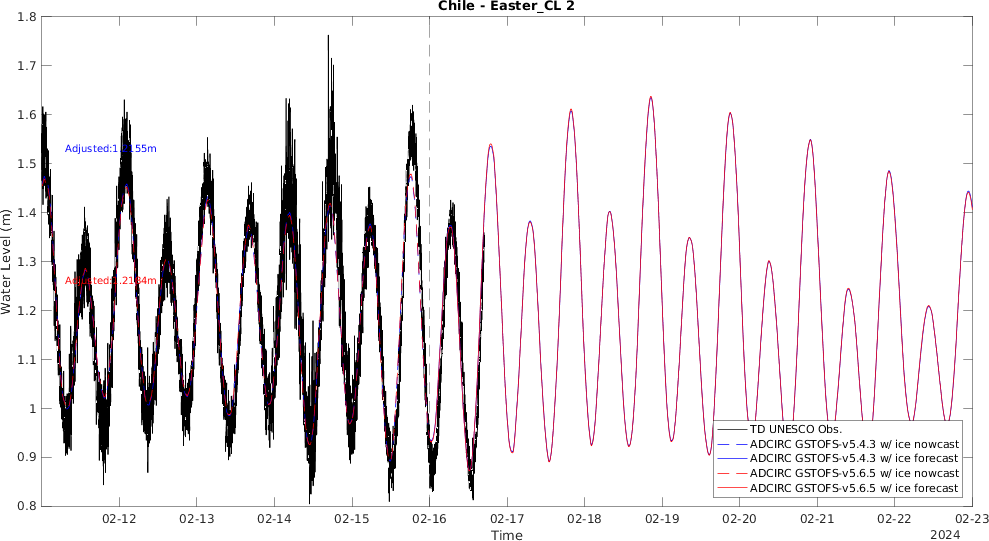 Chile - Easter_CL 2
Water Level (m)
1.8
1.7
1.6
1.5
1.4
1.3
1.2
1.1
1
0.9
0.8
Adjusted:1
55m
Adjusted:
TD UNESCO Obs.
ADCIRC GSTOFS-v5.4.3 w/ ice nowcast
ADCIRC GSTOFS-v5.4.3 w/ ice forecast
ADCIRC GSTOFS-v5.6.5 w/ ice nowcast
ADCIRC GSTOFS-v5.6.5 w/ ice forecast
02-12 02-13 02-14 02-15 02-16 02-17 02-18 02-19 02-20 02-21 02-22 02-23
Time
2024